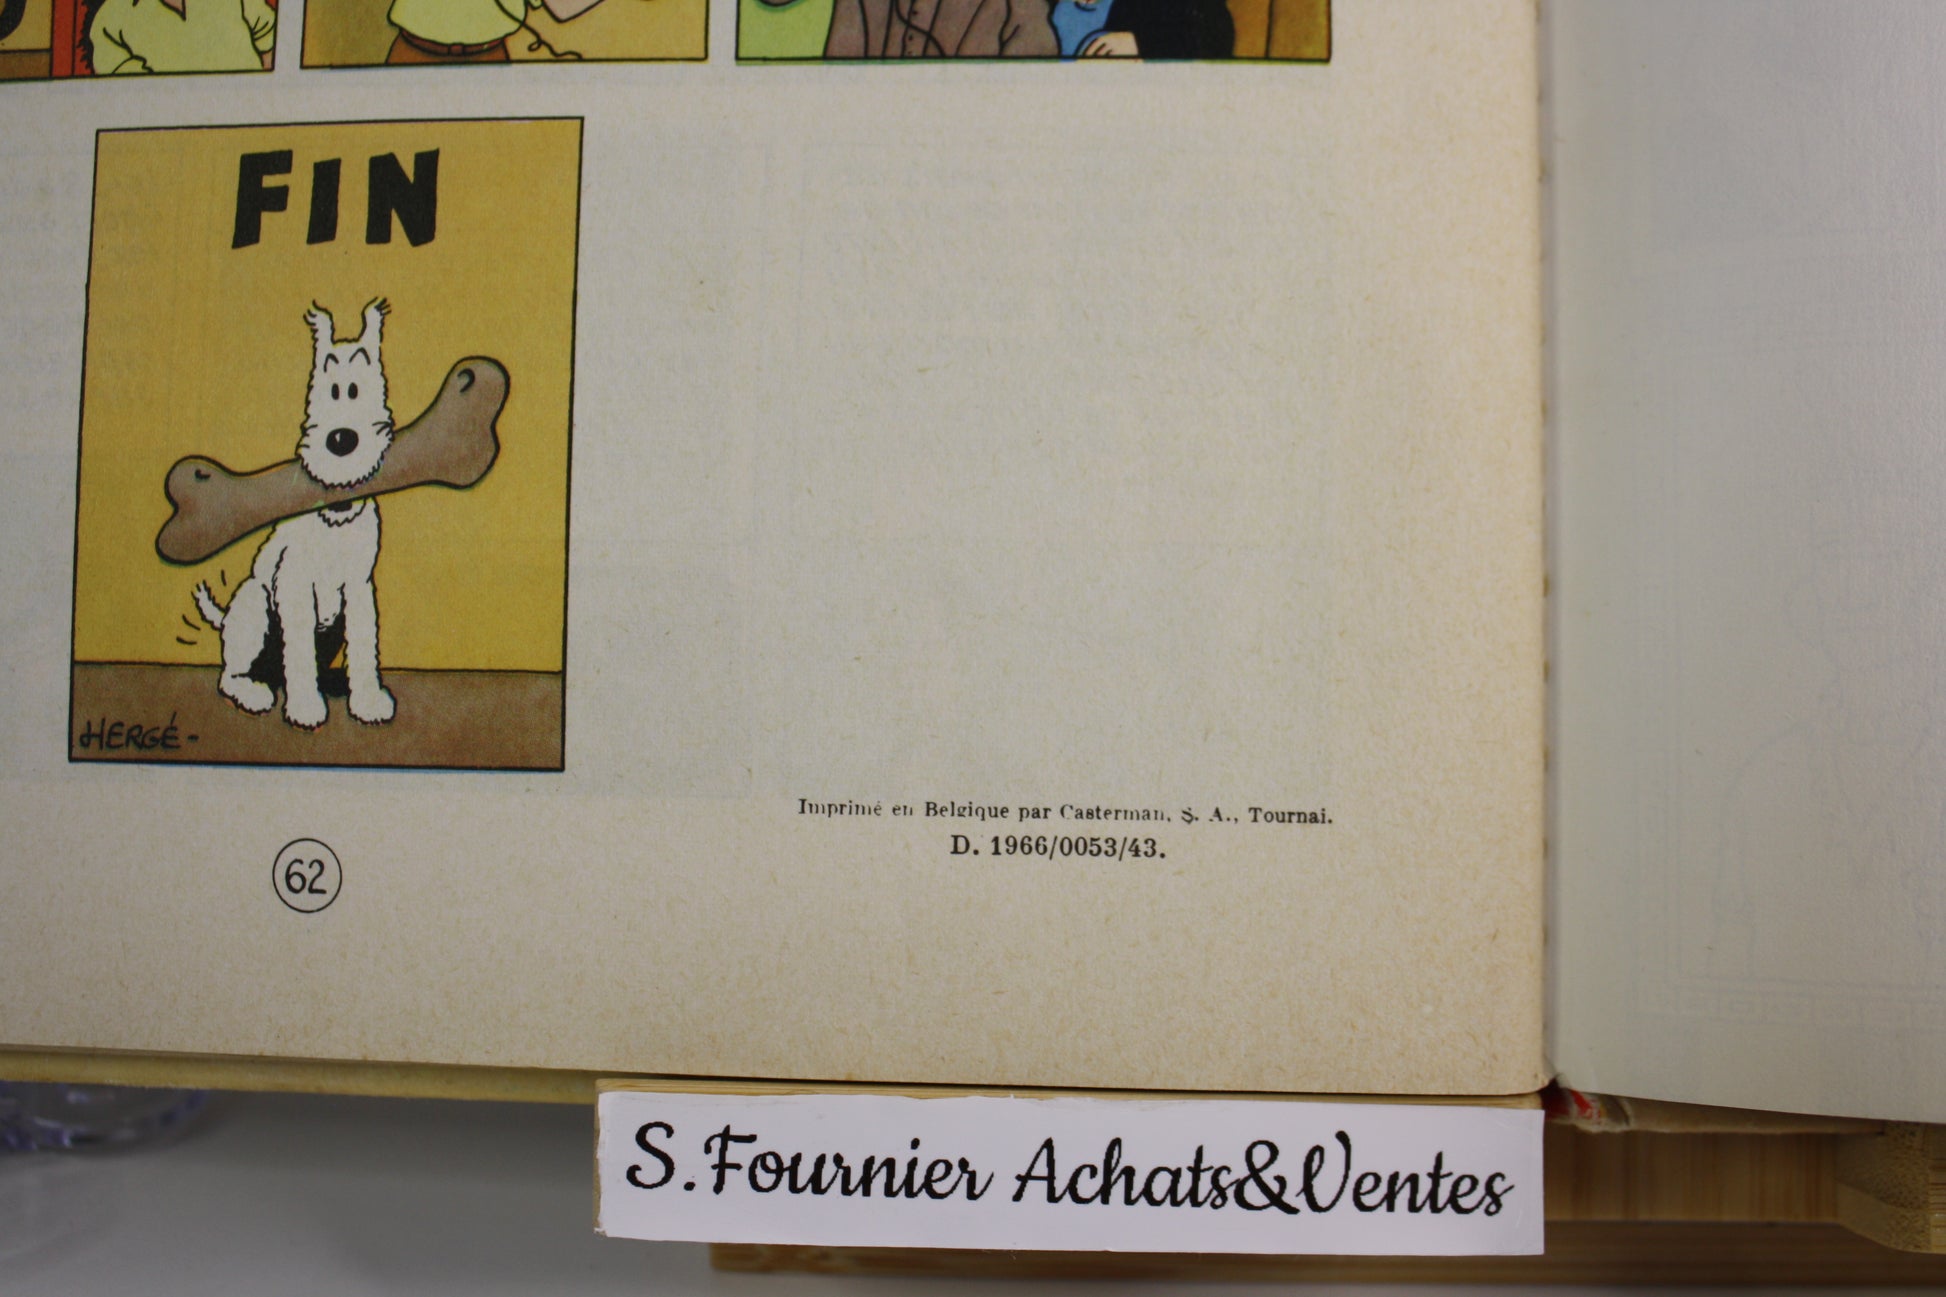 FIN
HERGÉ-
Imprimé en Belgique par Casterman, S. A., Tournai.
D. 1966/0053/43.
62
S.Fournier Achats&Ventes